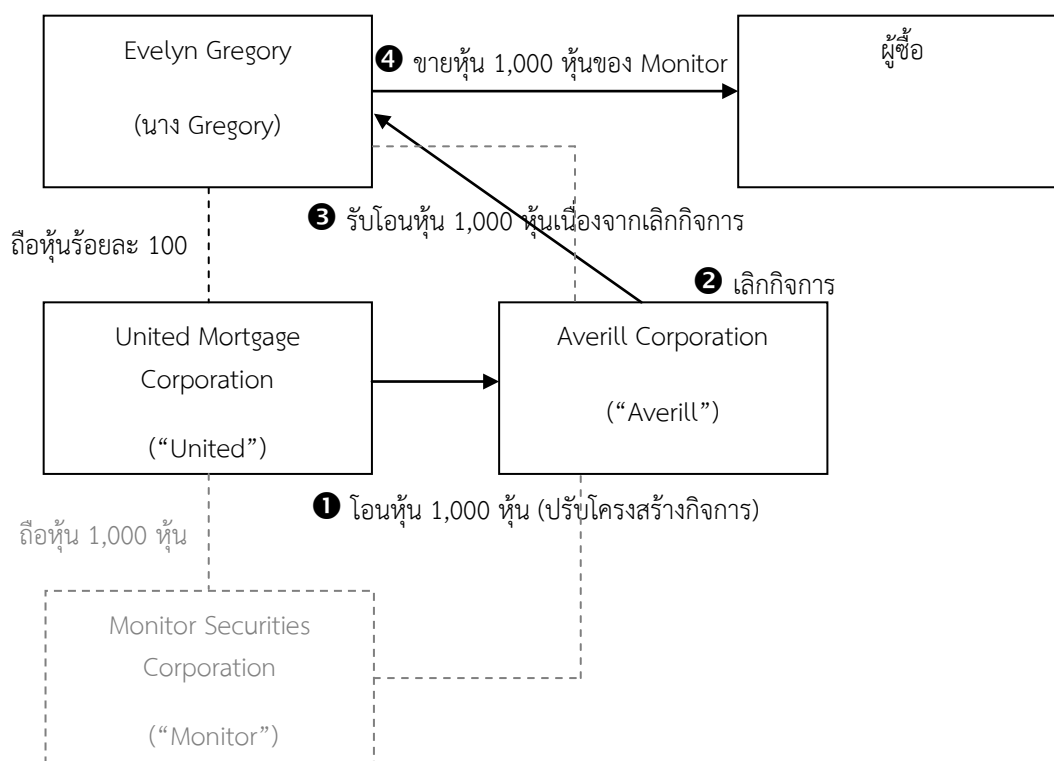 Evelyn Gregory
(นาง Gregory)
❹ ขายหุ้น 1,000 หุ้นของ Monitor
ผู้ซื้อ
❸ รับโอนหุ้น 1,000 หุ้นเนื่องจากเลิกกิจการ
ถือหุ้นร้อยละ 100
❷ เลิกกิจการ
United Mortgage
Corporation
(“United”)
Averill Corporation
(“Averill”)
❶ โอนหุ้น 1,000 หุ้น (ปรับโครงสร้างกิจการ)
ถือหุ้น 1,000 หุ้น
Monitor Securities
Corporation
(“Monitor”)